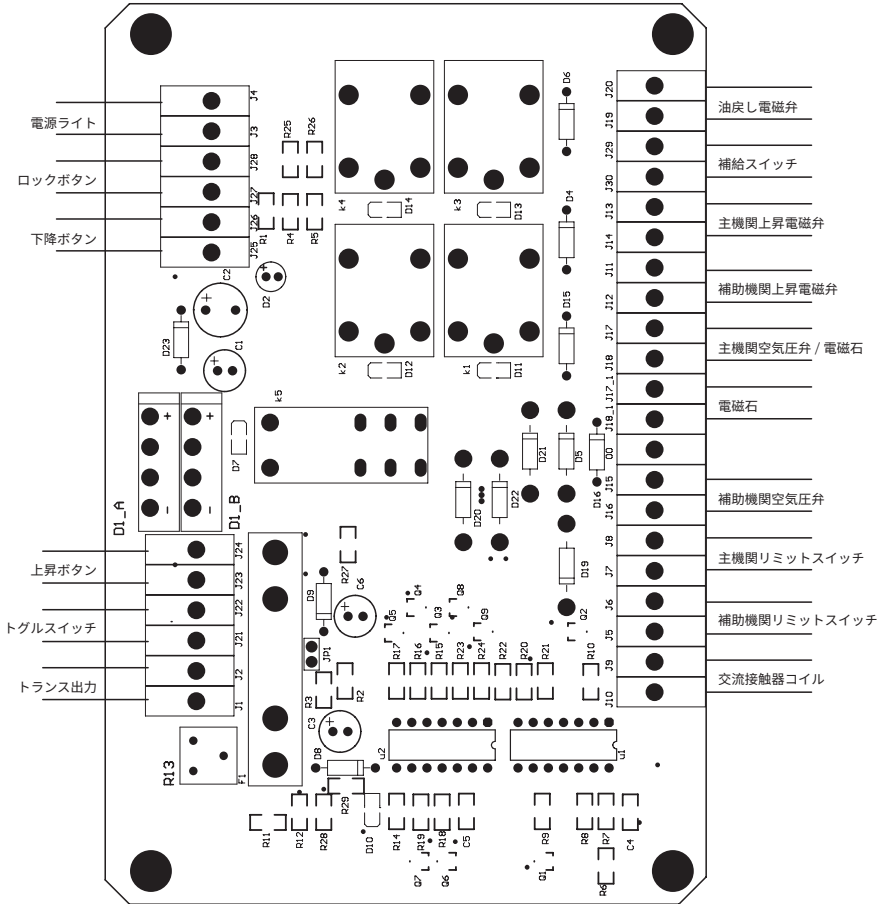 電源ライト
ロックボタン
下降ボタン
上昇ボタン
トグルスイッチ
トランス出力
J4
J3
J28
J27
J26
J25
R25
R26
R1
R4
R5
C2
D2
D23
C1
k4
D14
k3
D13
k2
D12
k1
D11
D6
D4
D15
k5
D7
+
+
-
-
D1_A
D1_B
D21
D5
D16
D20
D22
D19
J24
J23
J22
J21
J2
J1
R27
D9
C6
Q5
Q4
Q3
Q8
Q9
Q2
JP1
R3
R2
R17
R16
R15
R23
R24
R22
R20
R21
R10
C3
D8
u2
u1
R13
F1
R29
R11
R12
R28
D10
R14
R19
R18
C5
R9
R8
R7
C4
Q7
Q6
Q1
R6
J20
J19
J29
J30
J13
J14
J11
J12
J17
J18
J17_1
J18_1
00
J15
J16
J8
J7
J6
J5
J9
J10
油戻し電磁弁
補給スイッチ
主機関上昇電磁弁
補助機関上昇電磁弁
主機関空気圧弁 / 電磁石
電磁石
補助機関空気圧弁
主機関リミットスイッチ
補助機関リミットスイッチ
交流接触器コイル